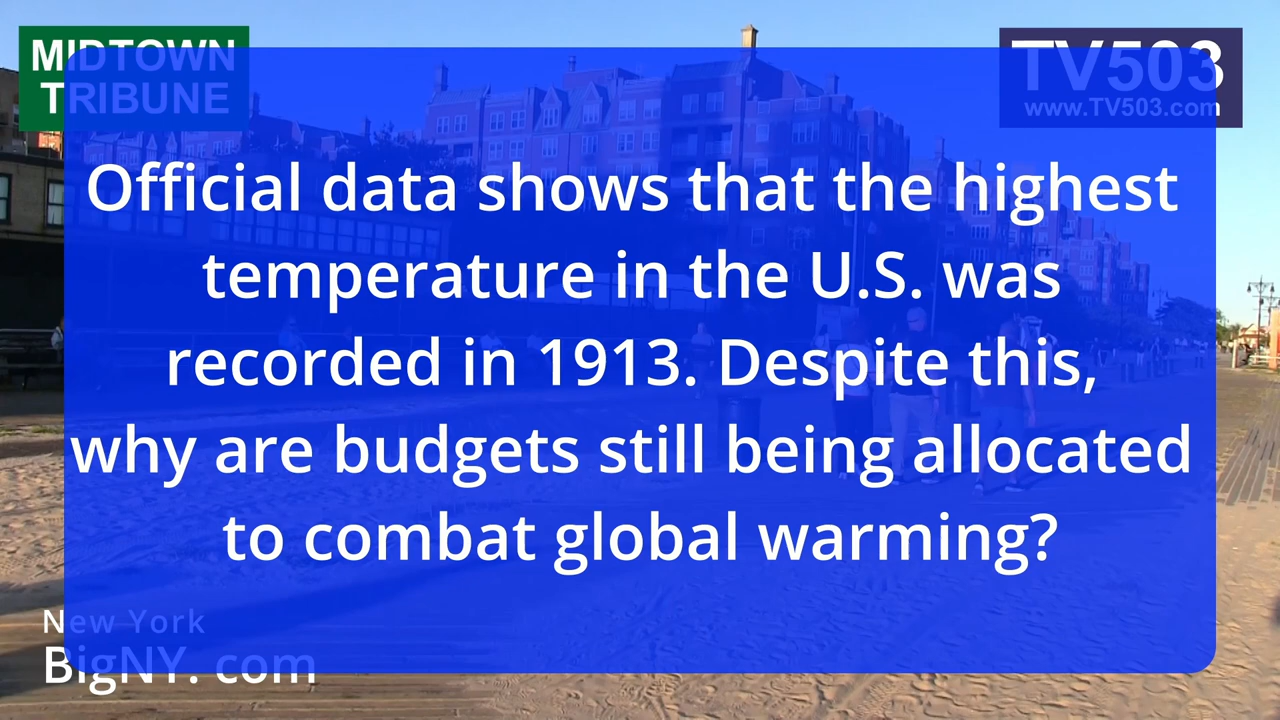 MIDTOWN
TRIBUNE
TV503
www.TV503.com
Official data shows that the highest
temperature in the U.S. was
recorded in 1913. Despite this,
why are budgets still being allocated
to combat global warming?
New York
BigNY. com